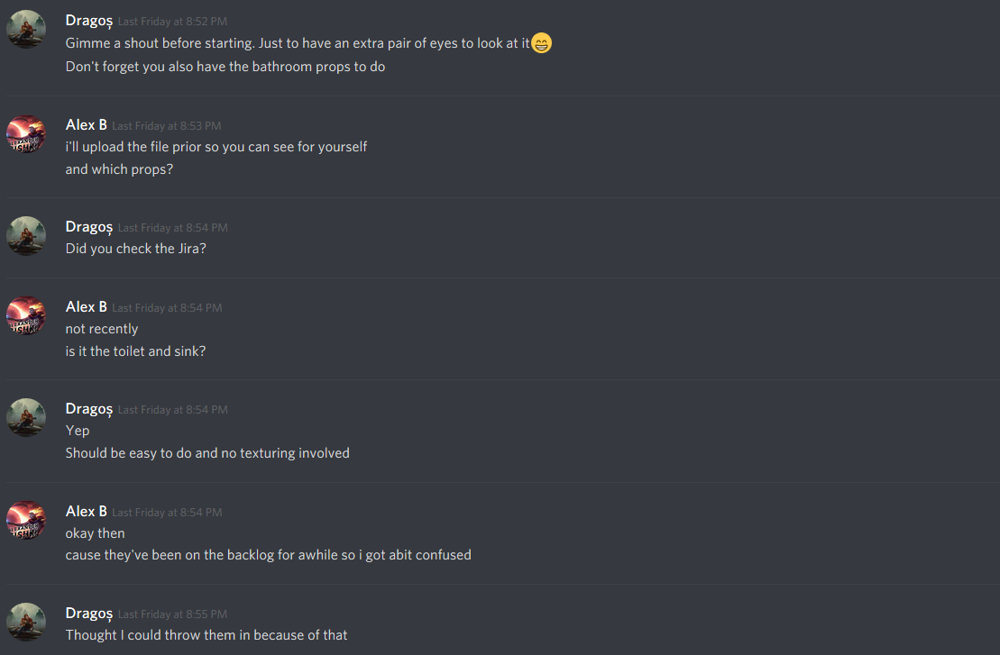 Dragoș Last Friday at 8:52 PM
Gimme a shout before starting. Just to have an extra pair of eyes to look at it😁
Don't forget you also have the bathroom props to do
Alex B Last Friday at 8:53 PM
i'll upload the file prior so you can see for yourself
and which props?
Dragoș Last Friday at 8:54 PM
Did you check the Jira?
Alex B Last Friday at 8:54 PM
not recently
is it the toilet and sink?
Dragoș Last Friday at 8:54 PM
Yep
Should be easy to do and no texturing involved
Alex B Last Friday at 8:54 PM
okay then
cause they've been on the backlog for awhile so i got abit confused
Dragoș Last Friday at 8:55 PM
Thought I could throw them in because of that